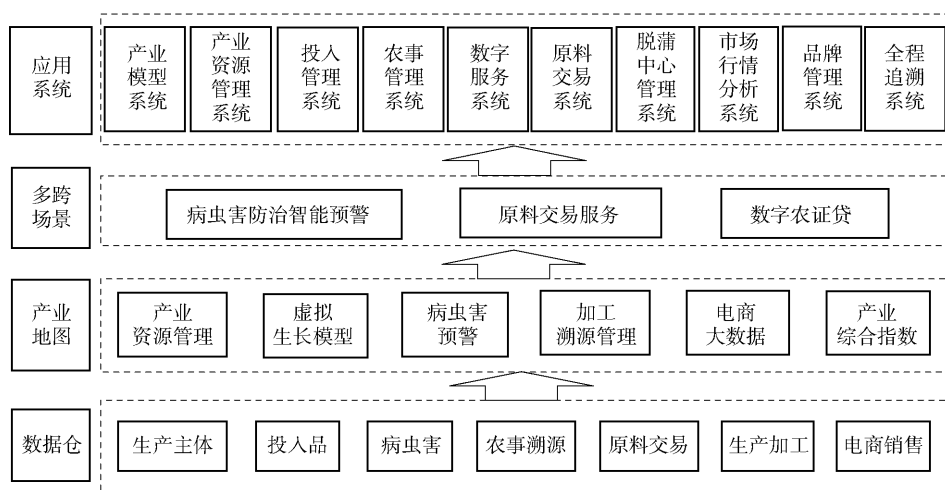 应用
系统
产业
模型
系统
产业
资源
管理
系统
投入
管理
系统
农事
管理
系统
数字
服务
系统
原料
交易
系统
脱蒲
中心
管理
系统
市场
行情
分析
系统
品牌
管理
系统
全程
追溯
系统
多跨
场景
病虫害防治智能预警
原料交易服务
数字农证贷
产业
地图
产业
资源管理
虚拟
生长模型
病虫害
预警
加工
溯源管理
电商
大数据
产业
综合指数
数据仓
生产主体
投入品
病虫害
农事溯源
原料交易
生产加工
电商销售